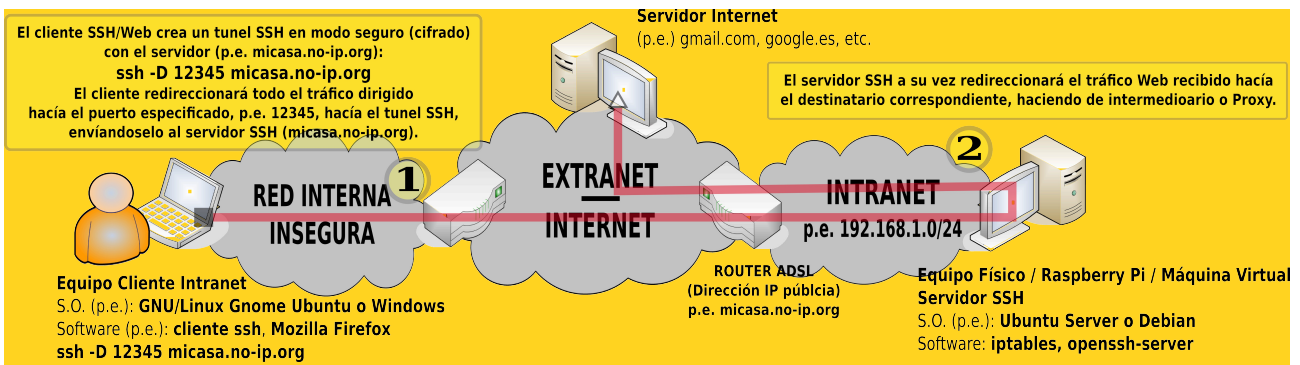 El cliente SSH/Web crea un tunel SSH en modo seguro (cifrado)
con el servidor (p.e. micasa.no-ip.org):
ssh -D 12345 micasa.no-ip.org
El cliente redireccionará todo el tráfico dirigido
hacía el puerto especificado, p.e. 12345, hacía el tunel SSH,
envíandoselo al servidor SSH (micasa.no-ip.org).
Servidor Internet
(p.e.) gmail.com, google.es, etc.
El servidor SSH a su vez redireccionará el tráfico Web recibido hacía
el destinatario correspondiente, haciendo de intermedioario o Proxy.
1
2
RED INTERNA
INSEGURA
EXTRANET
INTERNET
INTRANET
p.e. 192.168.1.0/24
Equipo Cliente Intranet
S.O. (p.e.): GNU/Linux Gnome Ubuntu o Windows
Software (p.e.): cliente ssh, Mozilla Firefox
ssh -D 12345 micasa.no-ip.org
ROUTER ADSL
(Dirección IP públcia)
p.e. micasa.no-ip.org
Equipo Físico / Raspberry Pi / Máquina Virtual
Servidor SSH
S.O. (p.e.): Ubuntu Server o Debian
Software: iptables, openssh-server